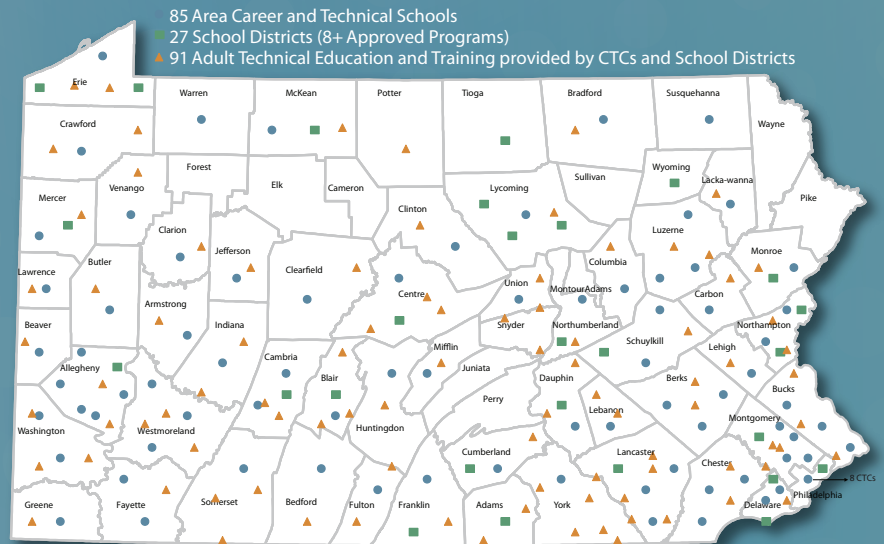 85 Area Career and Technical Schools
27 School Districts (8+ Approved Programs)
91 Adult Technical Education and Training provided by CTCs and School Districts
Erie
Warren
McKean
Potter
Tioga
Bradford
Susquehanna
Wayne
Crawford
Forest
Elk
Cameron
Sullivan
Wyoming
Lacka-wanna
Pike
Mercer
Venango
Lycoming
Clinton
Clarion
Jefferson
Luzerne
Monroe
Lawrence
Butler
Clearfield
Columbia
Union
MontourAdams
Centre
Carbon
Armstrong
Beaver
Indiana
Snyder
Northumberland
Northampton
Schuylkill
Lehigh
Mifflin
Cambria
Allegheny
Juniata
Blair
Dauphin
Berks
Bucks
Perry
Lebanon
Huntingdon
Montgomery
Washington
Westmoreland
Cumberland
Lancaster
Chester
8 CTCs
Philadelphia
Greene
Fayette
Somerset
Bedford
Fulton
Franklin
Adams
York
Delaware